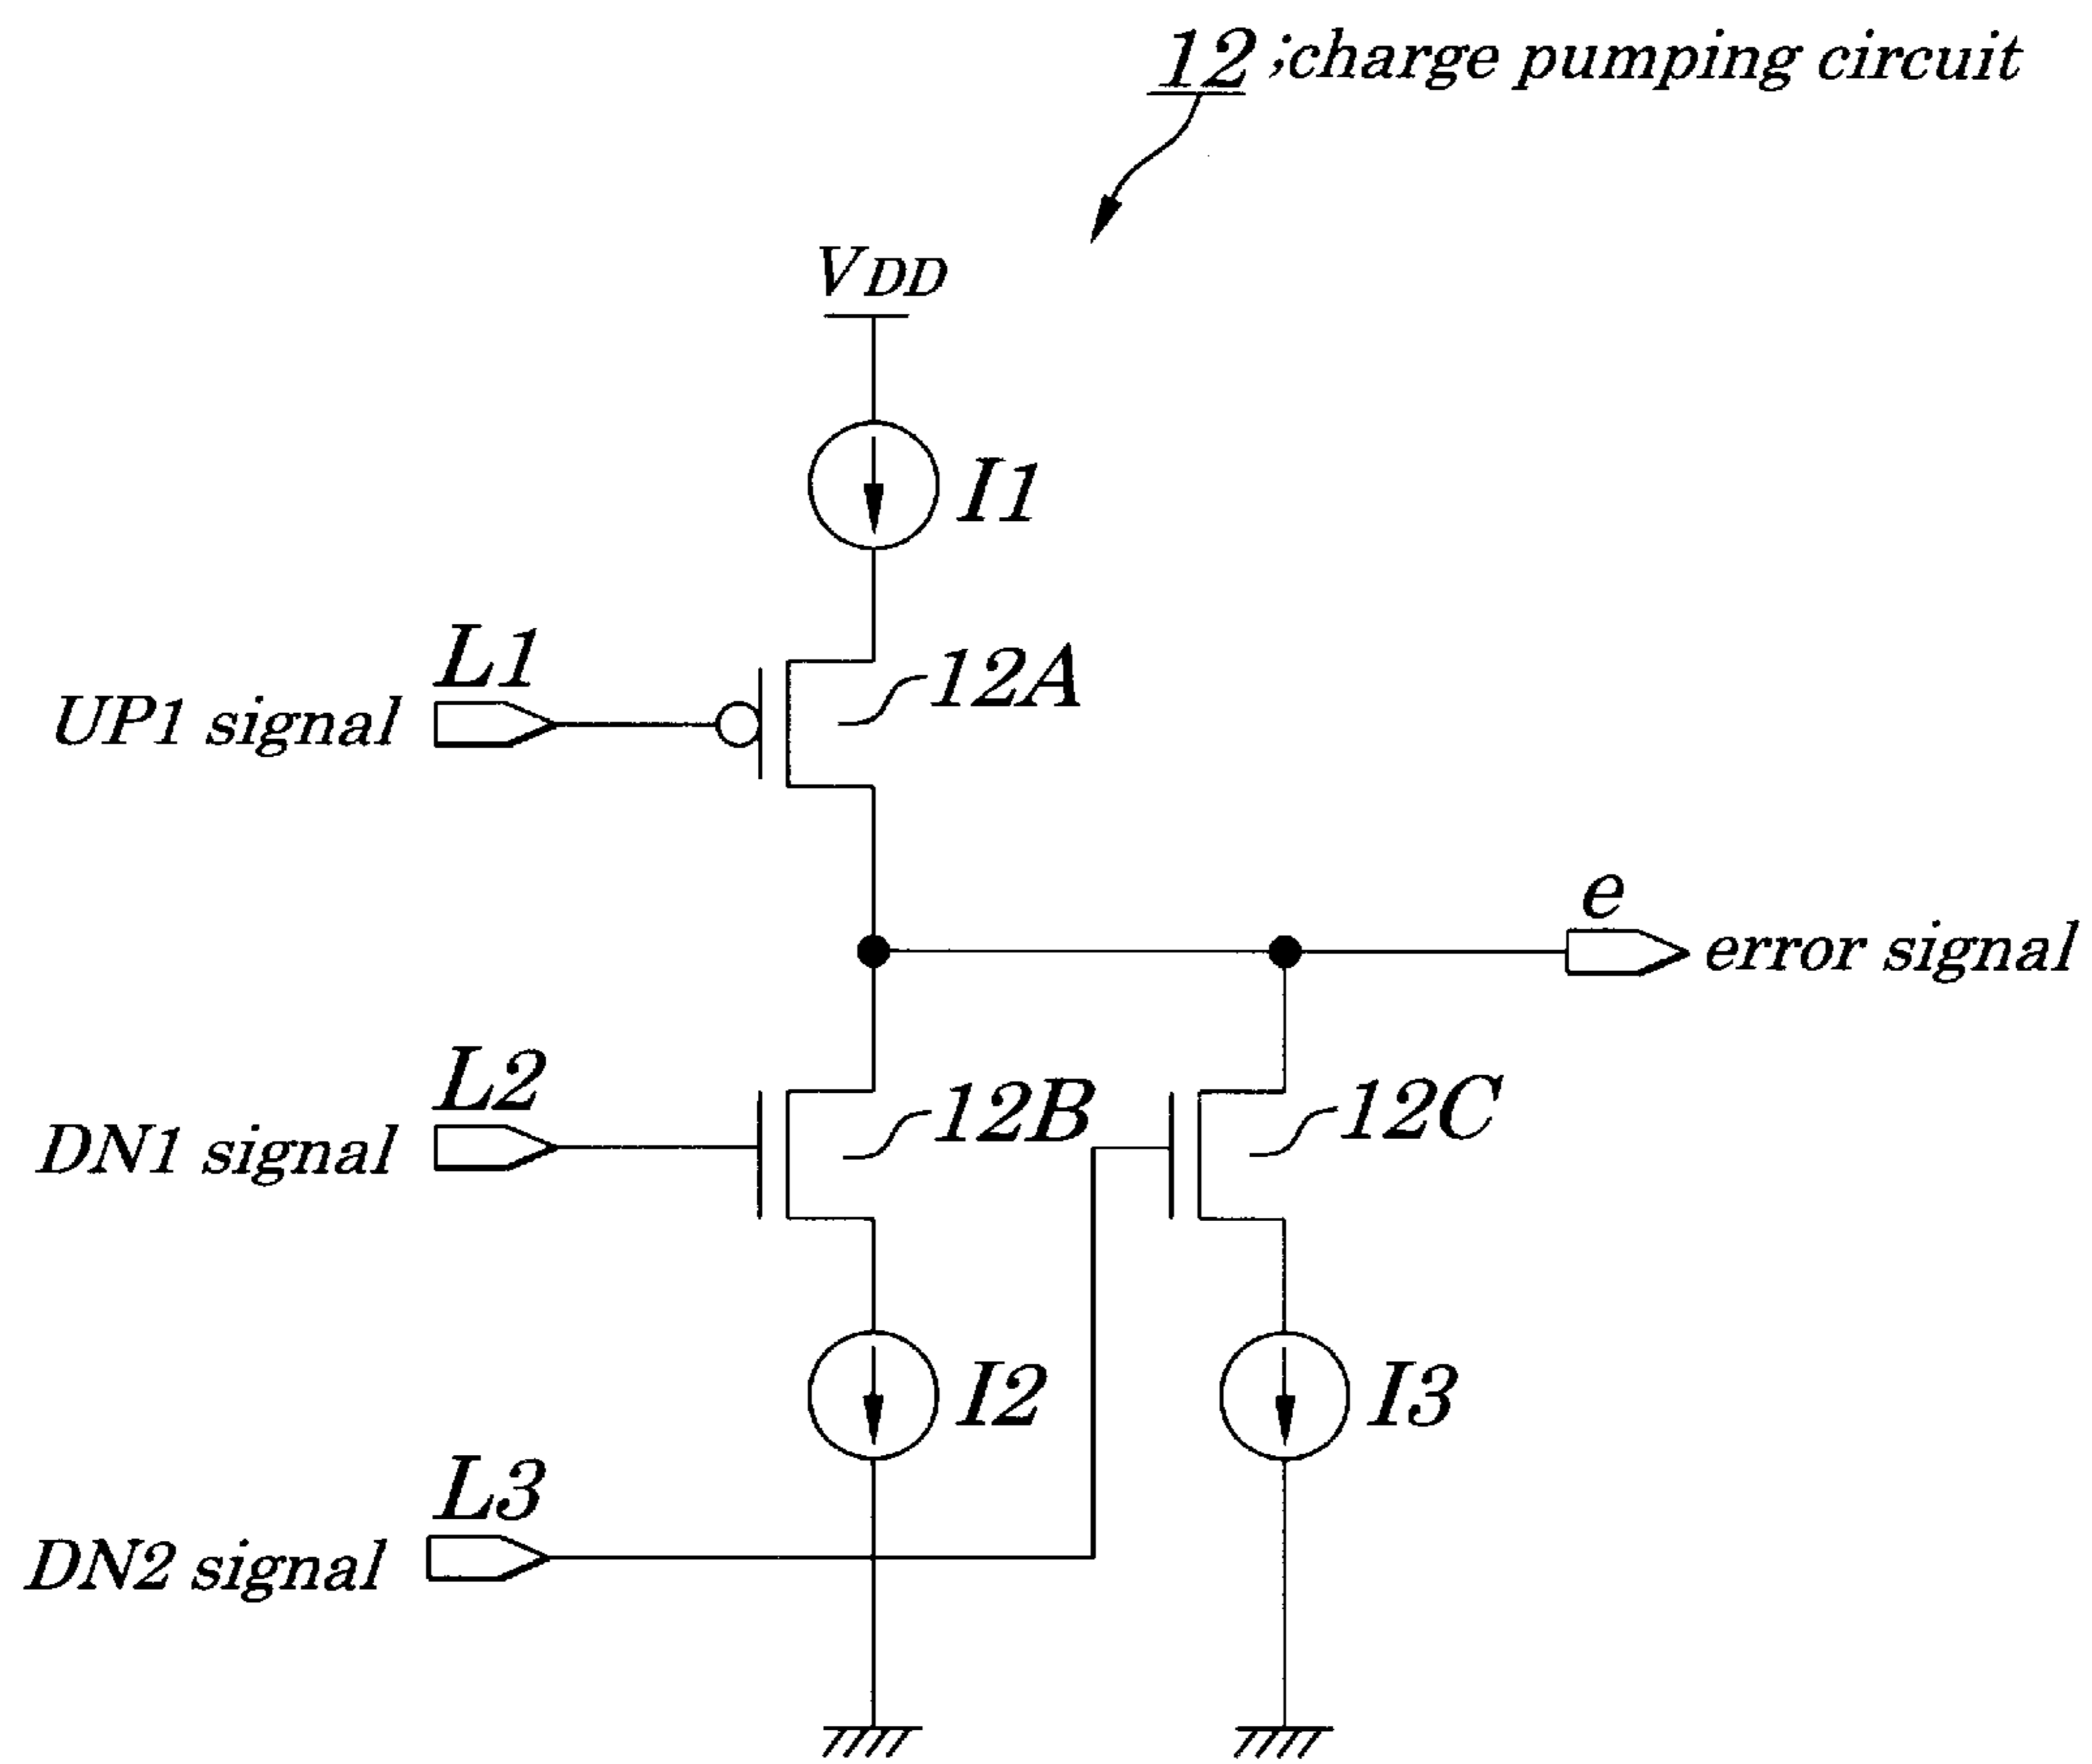 12 ;charge pumping circuit
VDD
I1
L1
12A
UP1 signal
e
error signal
L2
12B
12C
DN1 signal
I2
I3
L3
DN2 signal